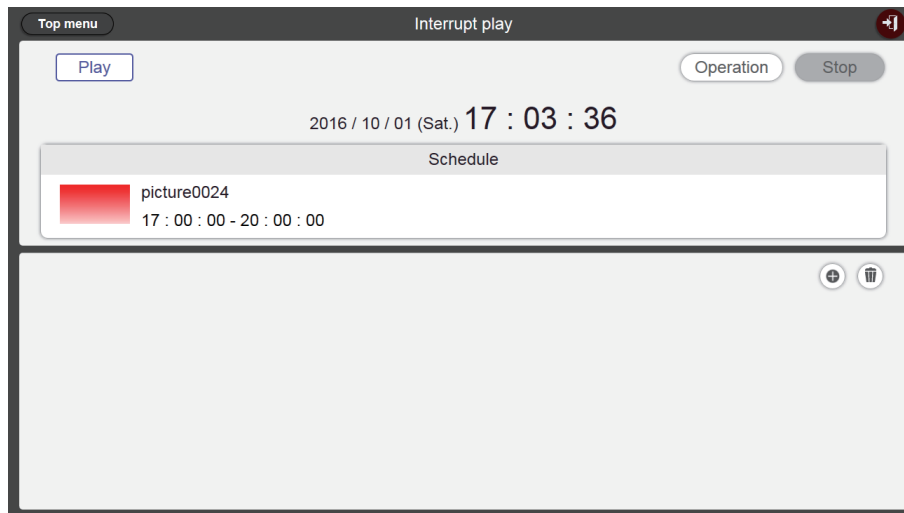 Top menu
Interrupt play
Play
Operation
Stop
2016 / 10 / 01 (Sat.) 17 : 03 : 36
Schedule
picture0024
17 : 00 : 00 - 20 : 00 : 00